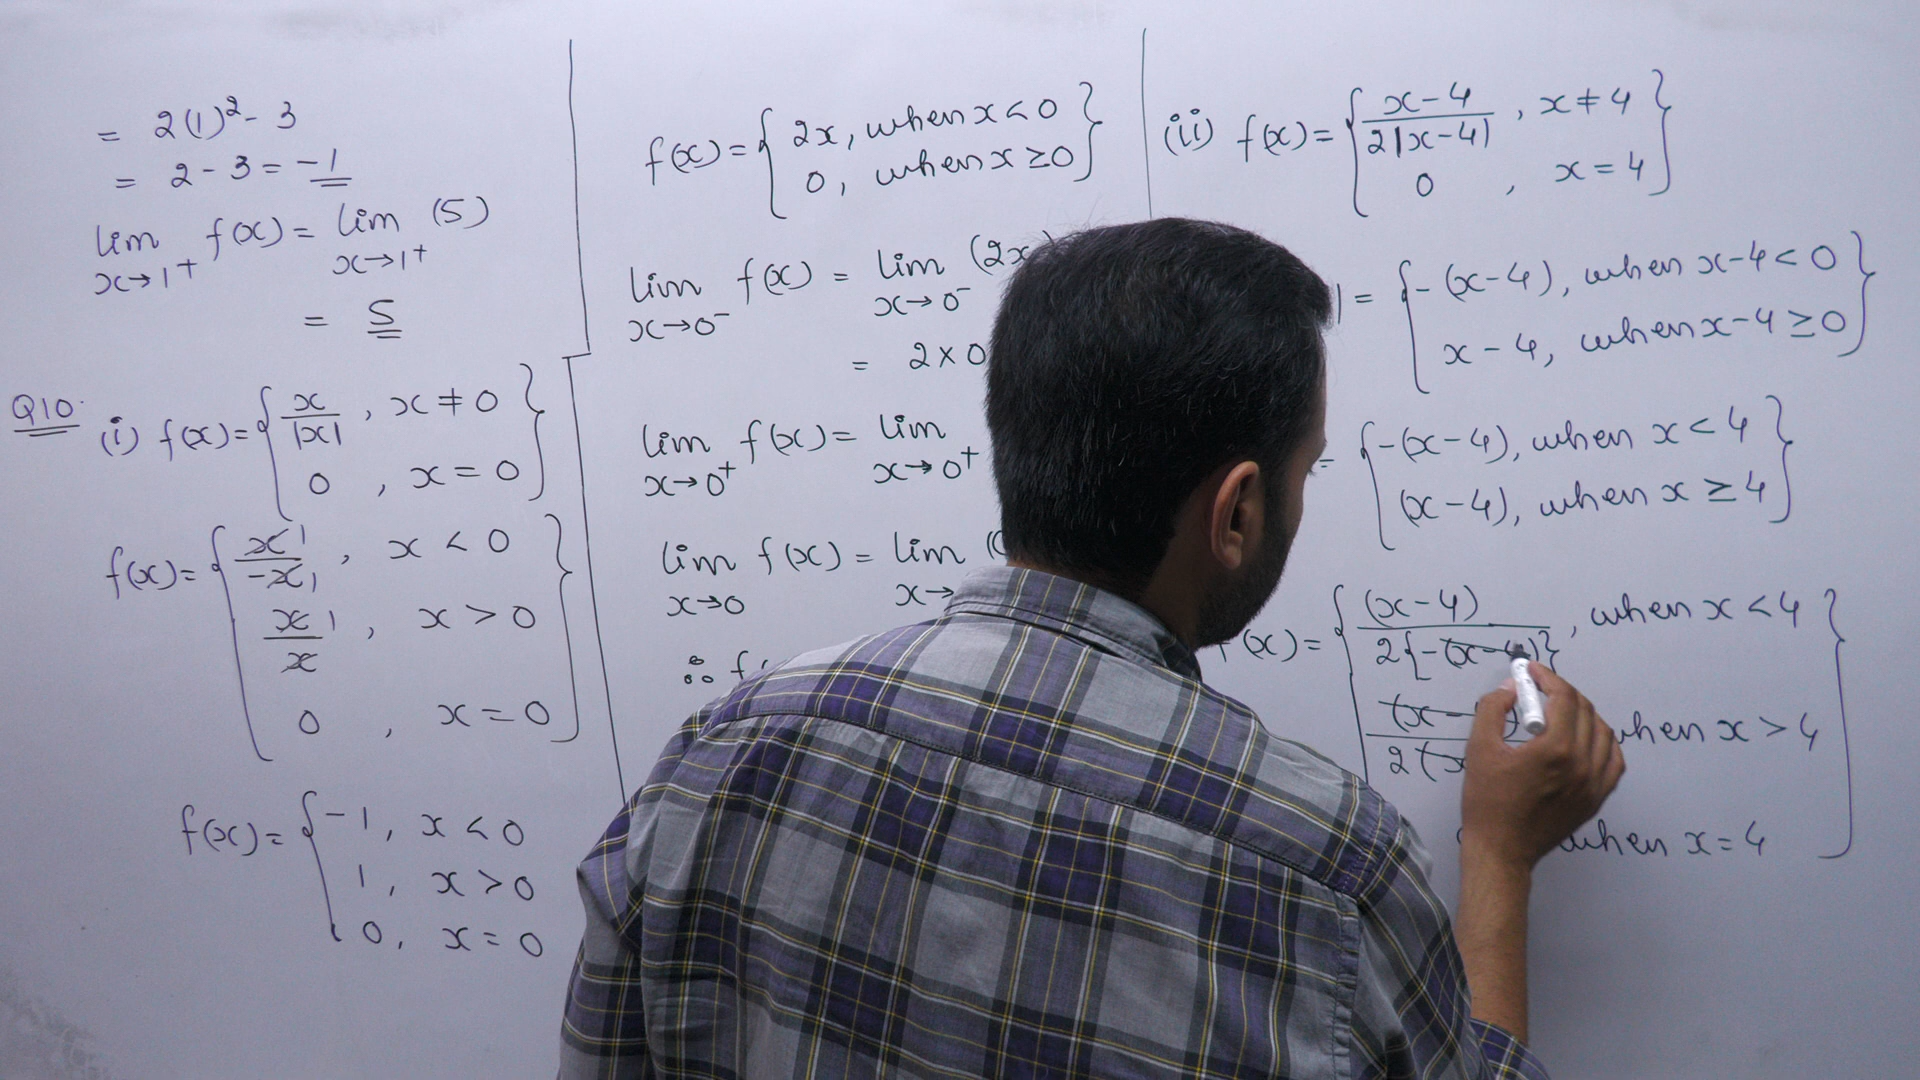 = 2(1)² - 3
= 2 - 3 = -1
lim f(x) = lim (5)
x→1⁺ x→1⁺
= 5
Q10. (i) f(x) = { x/|x| , x ≠ 0
0 , x = 0 }
f(x) = { x 1/-x 1 , x < 0
x 1/x , x > 0
0 , x = 0 }
f(x) = { -1, x < 0
1, x > 0
0, x = 0
f(x) = { 2x, when x < 0
0, when x ≥ 0 }
lim f(x) = lim (2x
x→0⁻ x→0⁻
= 2 × 0
lim f(x) = lim
x→0⁺ x→0⁺
lim f(x) = lim (
x→0 x→
∴ f
(ii) f(x) = { x-4/2|x-4| , x ≠ 4
0 , x = 4 }
| = { -(x-4), when x-4 < 0
x-4, when x-4 ≥ 0 }
= { -(x-4), when x < 4
(x-4), when x ≥ 4 }
(x) = { (x-4)/2{-(x-4)} , when x < 4
(x- )/2(x when x > 4
when x = 4 }